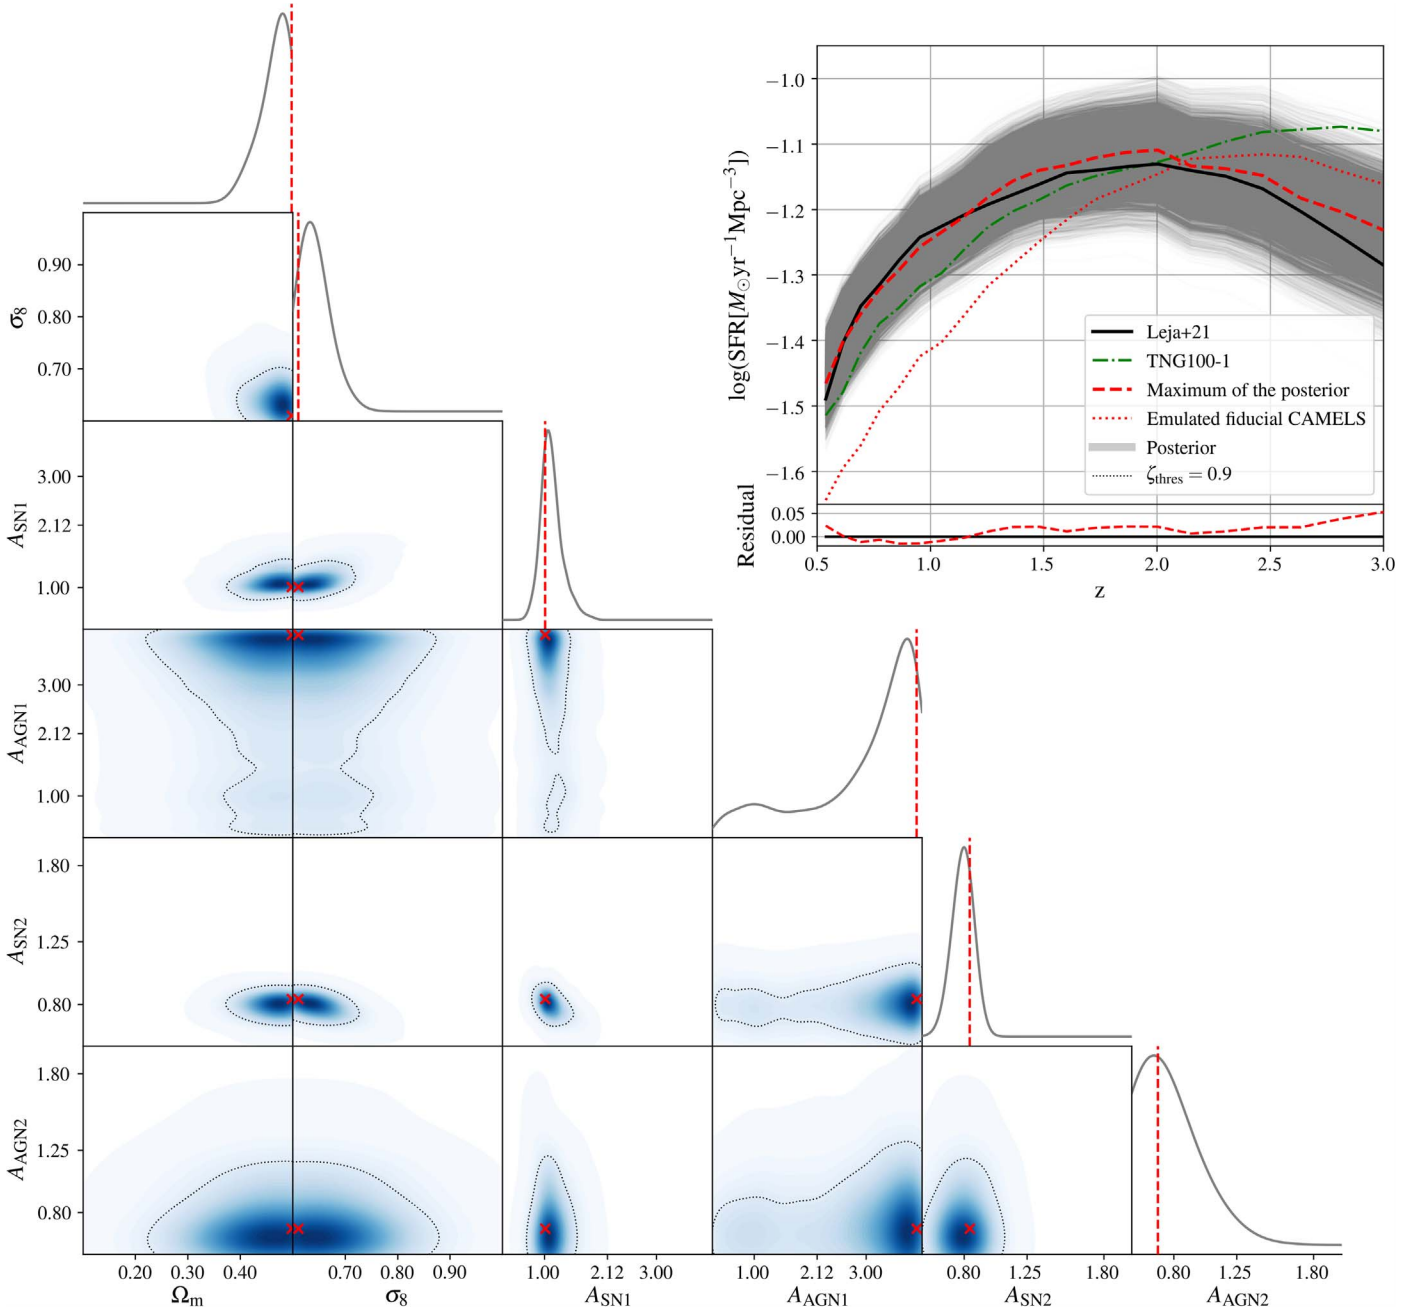 −1.0
−1.1
−1.2
−1.3
−1.4
−1.5
−1.6
log(SFR[M⊙yr−1Mpc−3])
Leja+21
TNG100-1
Maximum of the posterior
Emulated fiducial CAMELS
Posterior
ζthres = 0.9
Residual
0.05
0.00
0.5 1.0 1.5 2.0 2.5 3.0
z
σ8
0.90
0.80
0.70
ASN1
3.00
2.12
1.00
AAGN1
3.00
2.12
1.00
ASN2
1.80
1.25
0.80
AAGN2
1.80
1.25
0.80
0.20 0.30 0.40 0.70 0.90 1.00 2.12 3.00 1.00 2.12 3.00 0.80 1.25 1.80 0.80 1.25 1.80
Ωm σ8 ASN1 AAGN1 ASN2 AAGN2